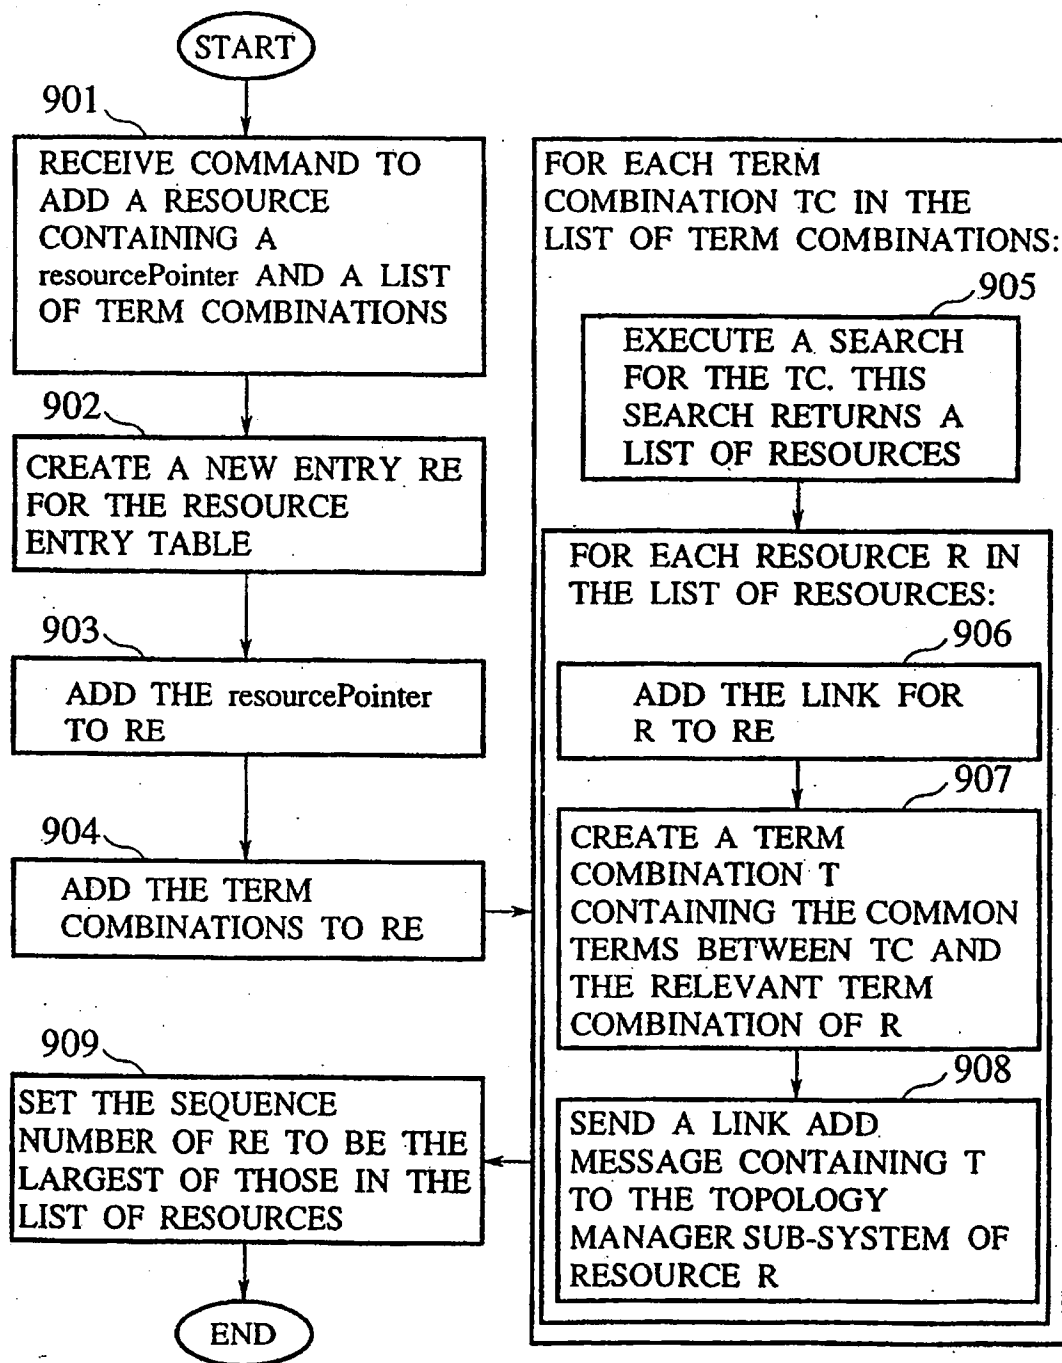 START
901
RECEIVE COMMAND TO
ADD A RESOURCE
CONTAINING A
resourcePointer AND A LIST
OF TERM COMBINATIONS
902
CREATE A NEW ENTRY RE
FOR THE RESOURCE
ENTRY TABLE
903
ADD THE resourcePointer
TO RE
904
ADD THE TERM
COMBINATIONS TO RE
FOR EACH TERM
COMBINATION TC IN THE
LIST OF TERM COMBINATIONS:
905
EXECUTE A SEARCH
FOR THE TC. THIS
SEARCH RETURNS A
LIST OF RESOURCES
FOR EACH RESOURCE R IN
THE LIST OF RESOURCES:
906
ADD THE LINK FOR
R TO RE
907
CREATE A TERM
COMBINATION T
CONTAINING THE COMMON
TERMS BETWEEN TC AND
THE RELEVANT TERM
COMBINATION OF R
908
SEND A LINK ADD
MESSAGE CONTAINING T
TO THE TOPOLOGY
MANAGER SUB-SYSTEM OF
RESOURCE R
909
SET THE SEQUENCE
NUMBER OF RE TO BE THE
LARGEST OF THOSE IN THE
LIST OF RESOURCES
END